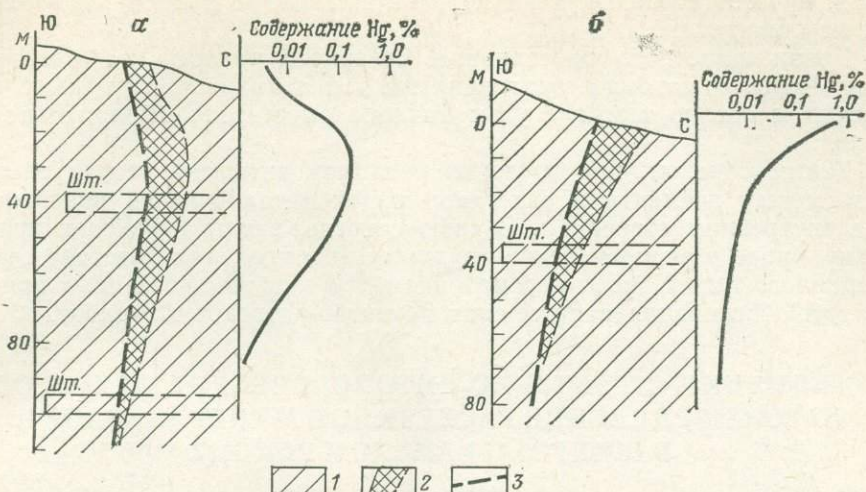 а
Ю
М
0
40
80
С
Шт.
Шт.
Содержание Hg, %
0,01 0,1 1,0
б
Ю
М
0
40
80
С
Шт.
Содержание Hg, %
0,01 0,1 1,0
1 2 3